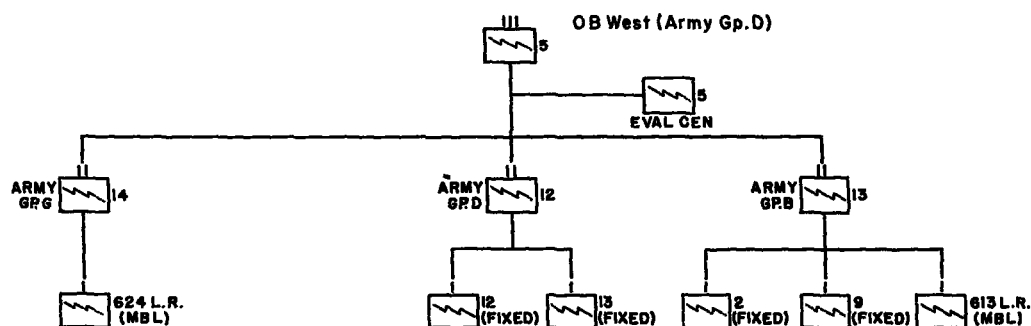 OB West (Army Gp.D)
5
5
EVAL CEN
ARMY
GP.G
14
ARMY
GP.D
12
ARMY
GP.B
13
624 L.R.
(MBL)
12
(FIXED)
13
(FIXED)
2
(FIXED)
9
(FIXED)
613 L.R.
(MBL)